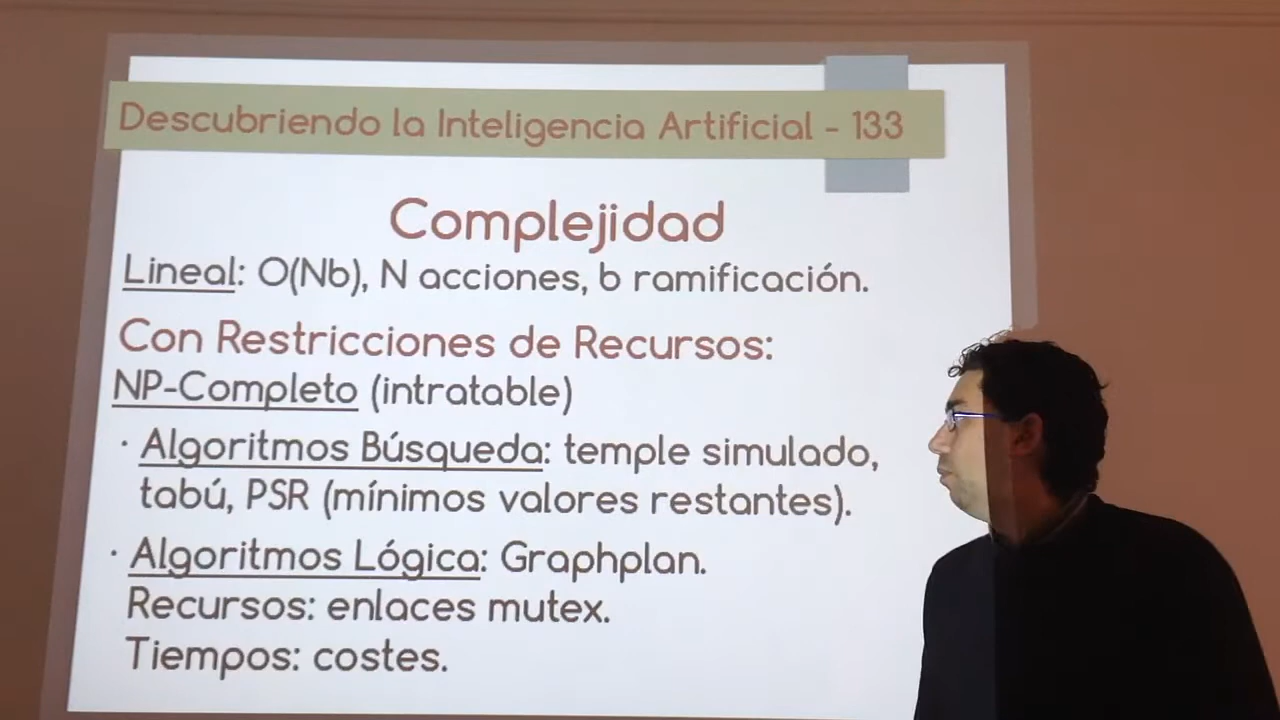 Descubriendo la Inteligencia Artificial - 133
Complejidad
Lineal: O(Nb), N acciones, b ramificación.
Con Restricciones de Recursos:
NP-Completo (intratable)
· Algoritmos Búsqueda: temple simulado,
tabú, PSR (mínimos valores restantes).
· Algoritmos Lógica: Graphplan.
Recursos: enlaces mutex.
Tiempos: costes.